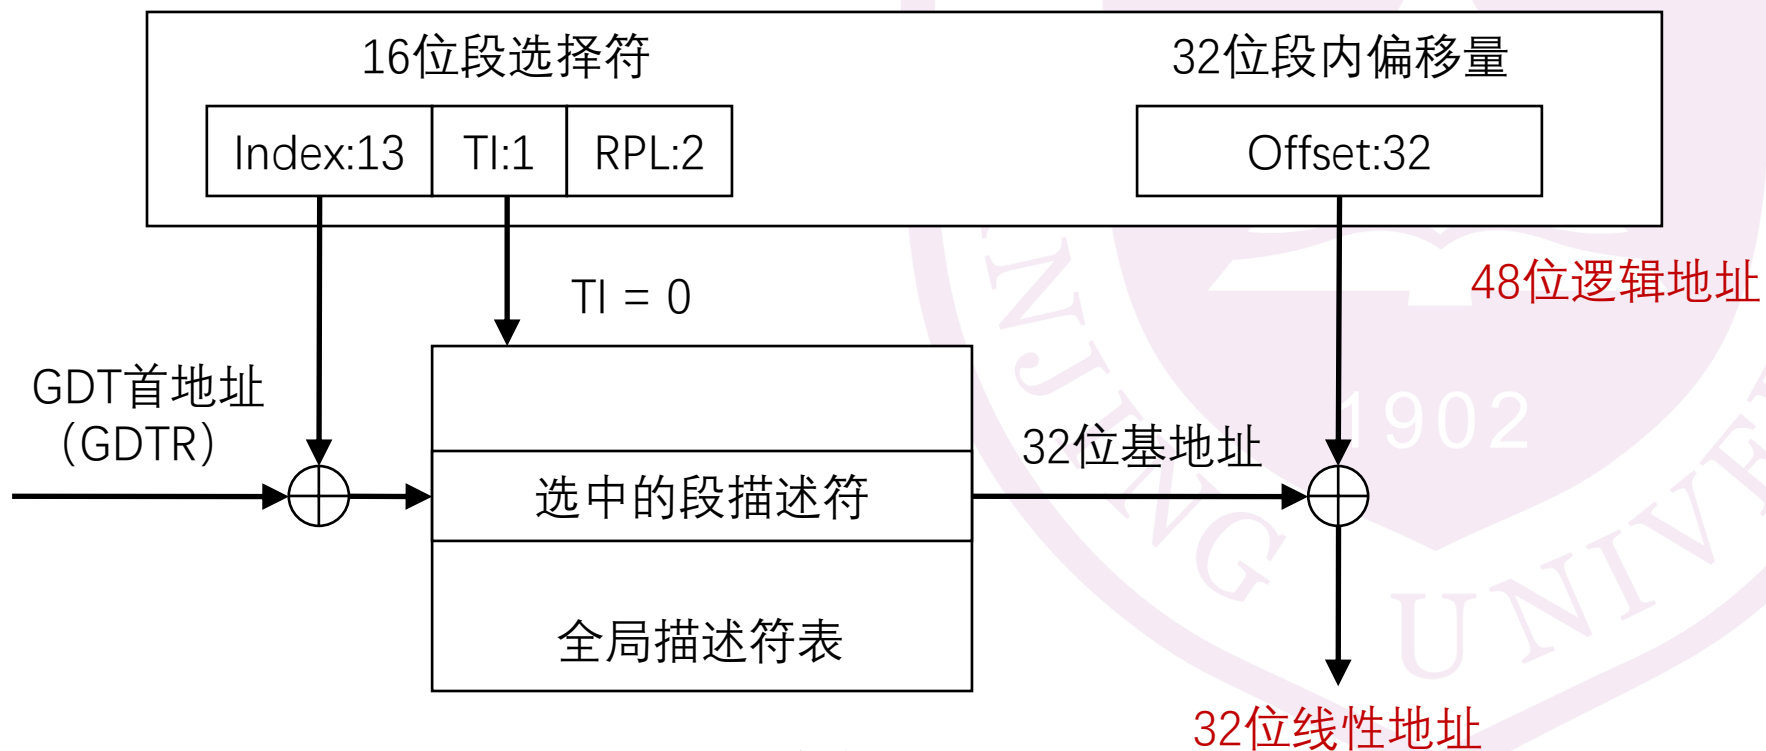 16位段选择符
32位段内偏移量
Index:13
TI:1
RPL:2
Offset:32
TI = 0
48位逻辑地址
GDT首地址
(GDTR)
32位基地址
选中的段描述符
全局描述符表
32位线性地址
1902
NJING UNIVE